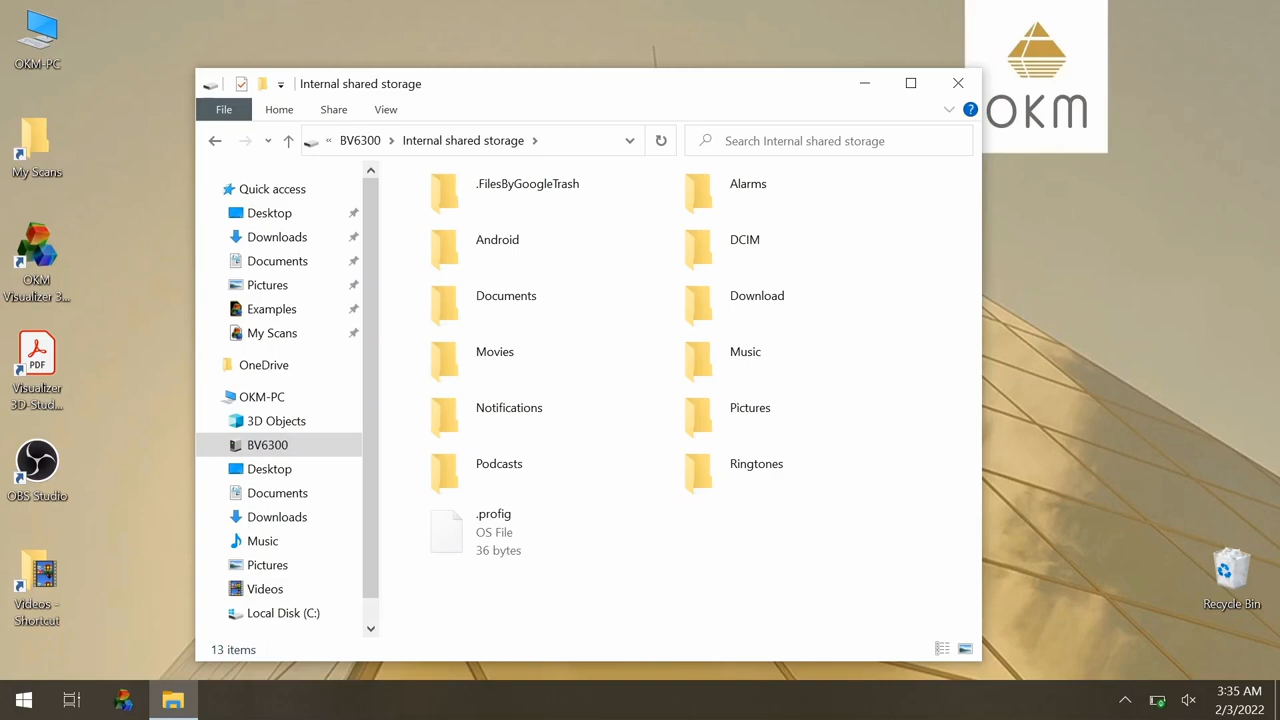 OKM-PC
My Scans
OKM
Visualizer 3...
PDF
Visualizer
3D-Stud...
OBS Studio
Videos -
Shortcut
Internal shared storage
File Home Share View
?
« BV6300 > Internal shared storage >
Search Internal shared storage
Quick access
Desktop
Downloads
Documents
Pictures
Examples
My Scans
OneDrive
OKM-PC
3D Objects
BV6300
Desktop
Documents
Downloads
Music
Pictures
Videos
Local Disk (C:)
.FilesByGoogleTrash
Alarms
Android
DCIM
Documents
Download
Movies
Music
Notifications
Pictures
Podcasts
Ringtones
.profig
OS File
36 bytes
13 items
OKM
Recycle Bin
3:35 AM
2/3/2022